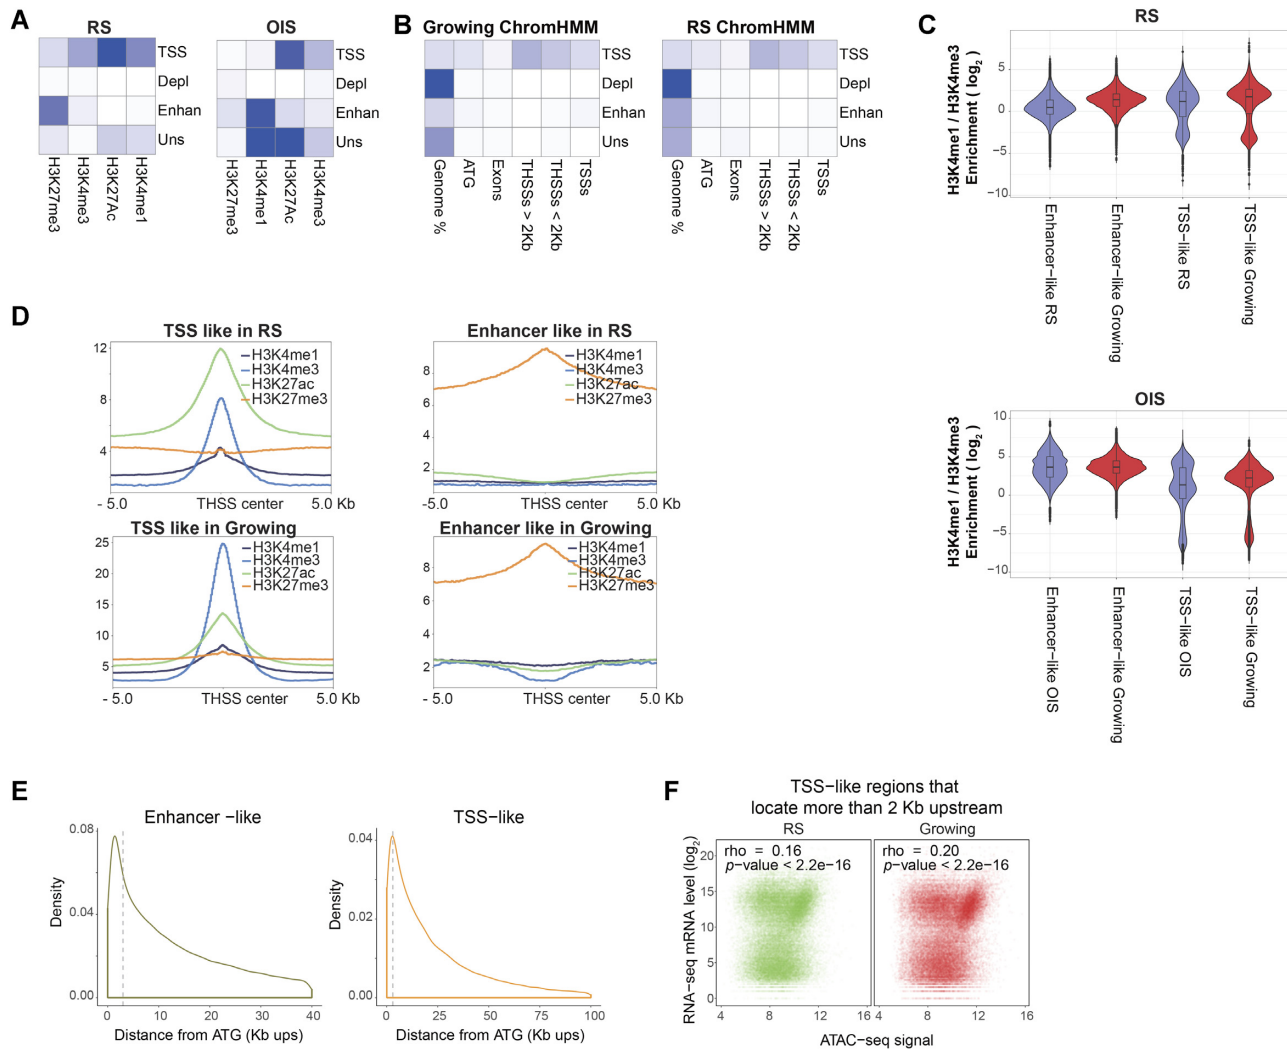 A
RS
OIS
TSS
Depl
Enhan
Uns
H3K27me3
H3K4me3
H3K27Ac
H3K4me1
TSS
Depl
Enhan
Uns
H3K27me3
H3K4me1
H3K27Ac
H3K4me3
B
Growing ChromHMM
RS ChromHMM
TSS
Depl
Enhan
Uns
Genome %
ATG
Exons
THSSs > 2Kb
THSSs < 2Kb
TSSs
TSS
Depl
Enhan
Uns
Genome %
ATG
Exons
THSSs > 2Kb
THSSs < 2Kb
TSSs
C
RS
H3K4me1 / H3K4me3
Enrichment ( log2 )
5
0
−5
−10
Enhancer−like RS
Enhancer−like Growing
TSS−like RS
TSS−like Growing
OIS
H3K4me1 / H3K4me3
Enrichment ( log2 )
10
5
0
−5
−10
Enhancer−like OIS
Enhancer−like Growing
TSS−like OIS
TSS−like Growing
D
TSS like in RS
12
8
4
H3K4me1
H3K4me3
H3K27ac
H3K27me3
- 5.0 THSS center 5.0 Kb
Enhancer like in RS
8
6
4
2
H3K4me1
H3K4me3
H3K27ac
H3K27me3
- 5.0 THSS center 5.0 Kb
TSS like in Growing
25
20
15
10
5
H3K4me1
H3K4me3
H3K27ac
H3K27me3
- 5.0 THSS center 5.0 Kb
Enhancer like in Growing
8
6
4
2
H3K4me1
H3K4me3
H3K27ac
H3K27me3
- 5.0 THSS center 5.0 Kb
E
Enhancer −like
Density
0.08
0.04
0.00
0 10 20 30 40
Distance from ATG (Kb ups)
TSS−like
Density
0.04
0.02
0.00
0 25 50 75 100
Distance from ATG (Kb ups)
F
TSS−like regions that
locate more than 2 Kb upstream
RS
Growing
RNA−seq mRNA level (log2)
20
15
10
5
0
rho = 0.16
p−value < 2.2e−16
rho = 0.20
p−value < 2.2e−16
4 8 12 16
4 8 12 16
ATAC−seq signal